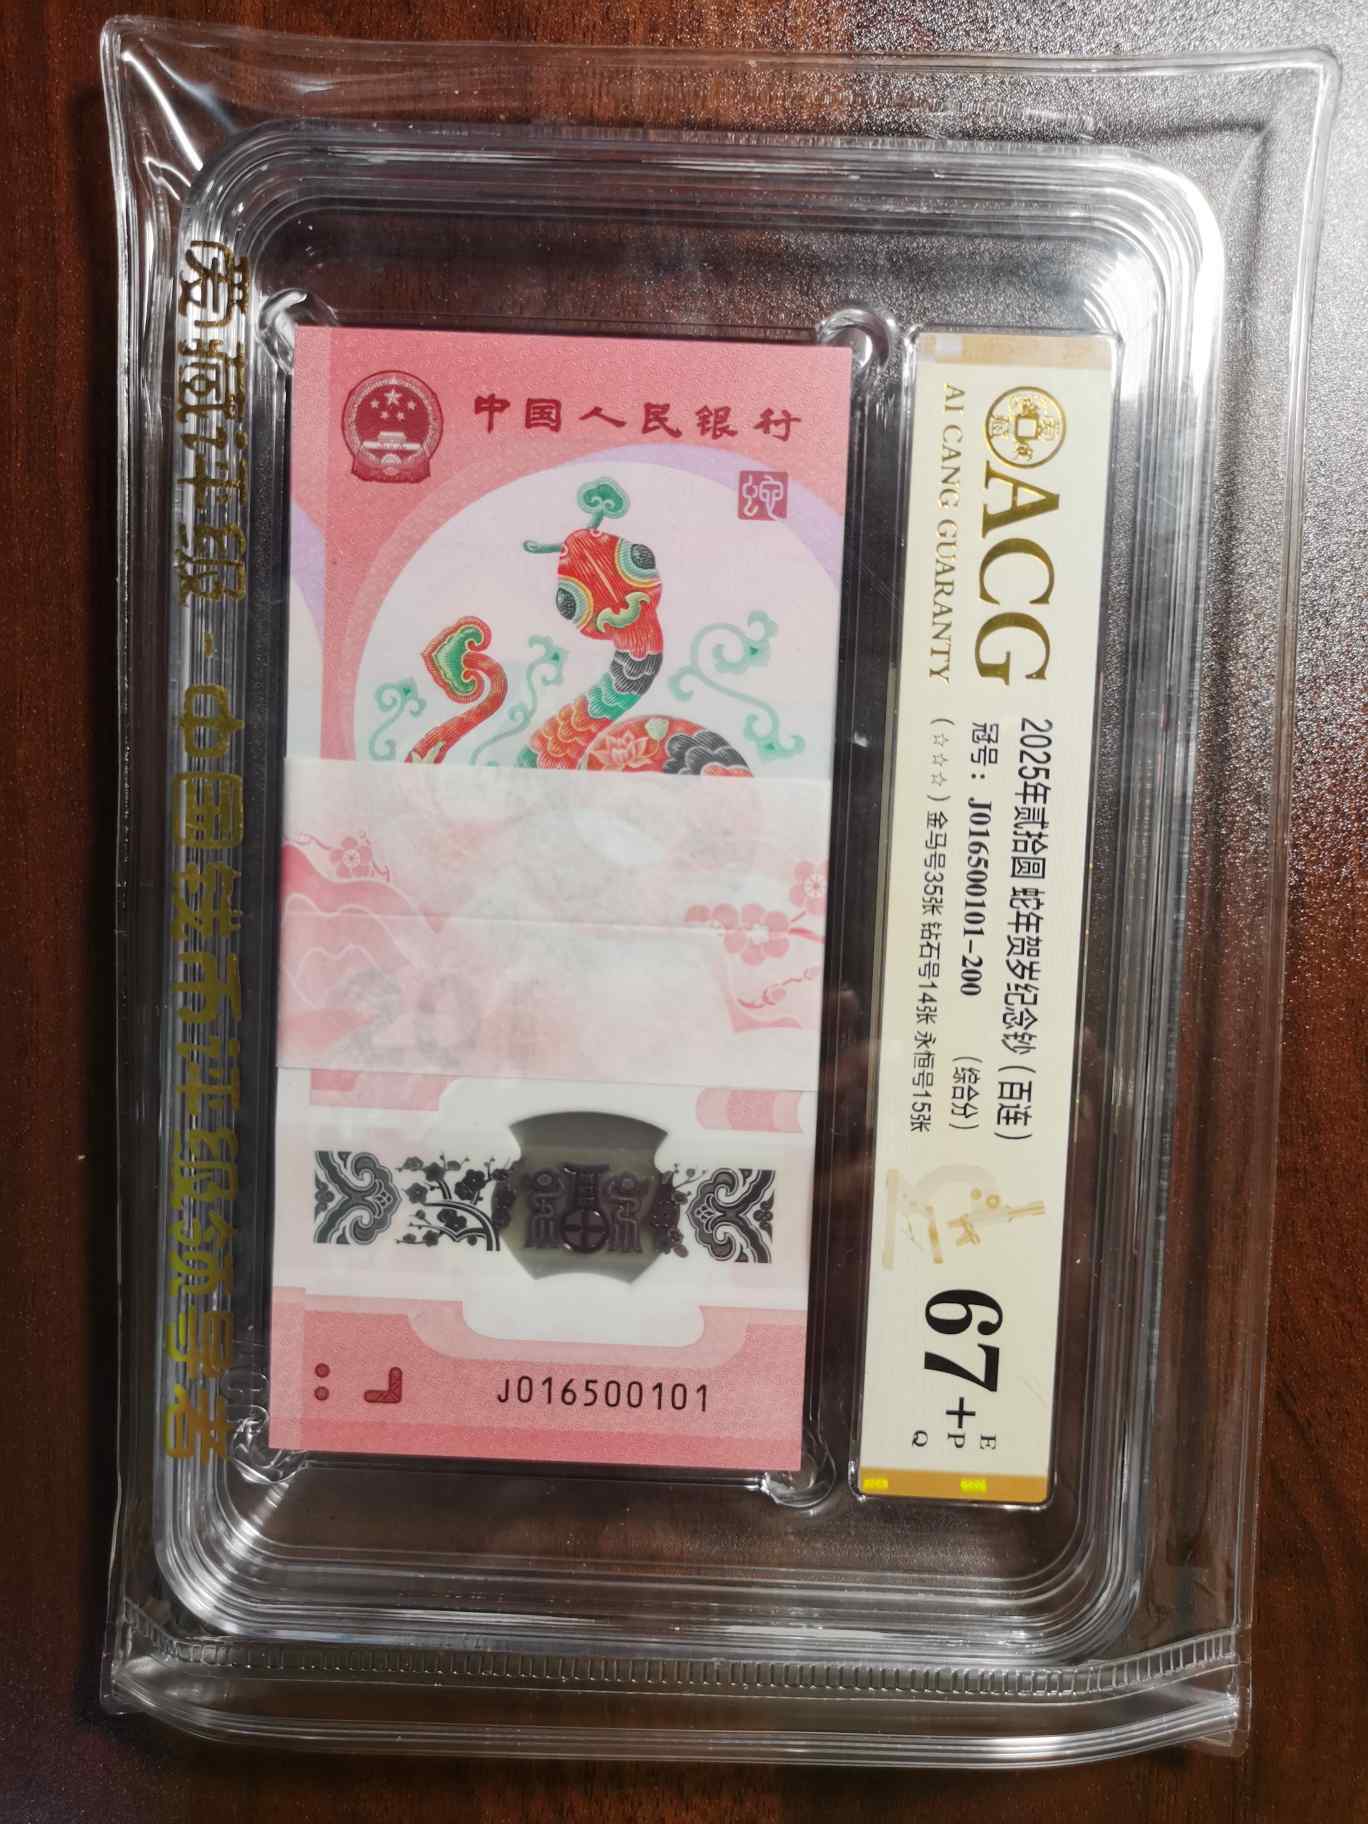 爱藏评级 - 中国钱币评级领导者
中国人民银行
蛇
J016500101
ACG
AI CANG GUARANTY
2025年贰拾圆 蛇年贺岁纪念钞（百连）
冠号：J016500101-200 （综合分）
（☆☆☆）金马号35张 钻石号14张 永恒号15张
67+
E
P
Q